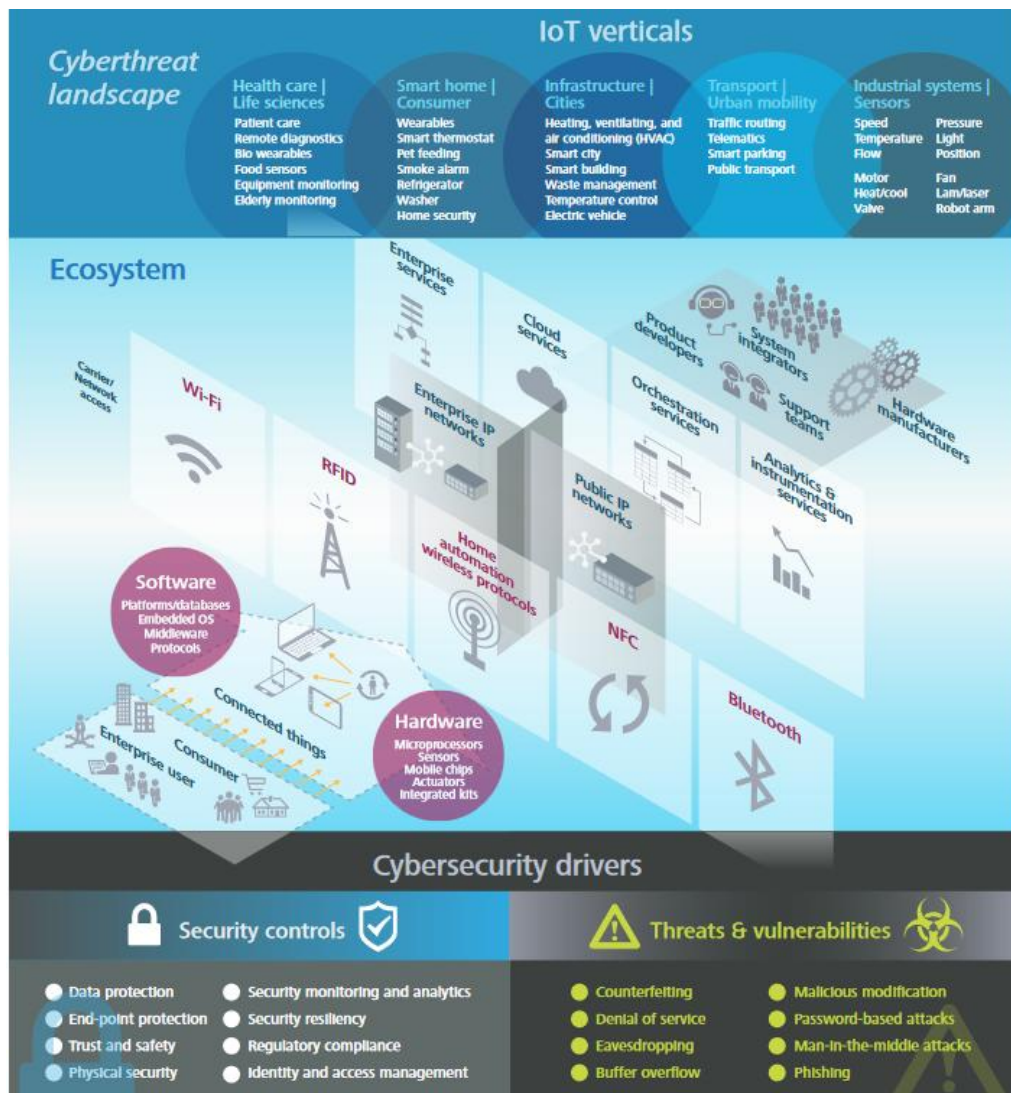 Cyberthreat
landscape
IoT verticals
Health care |
Life sciences
Patient care
Remote diagnostics
Bio wearables
Food sensors
Equipment monitoring
Elderly monitoring
Smart home |
Consumer
Wearables
Smart thermostat
Pet feeding
Smoke alarm
Refrigerator
Washer
Home security
Infrastructure |
Cities
Heating, ventilating, and
air conditioning (HVAC)
Smart city
Smart building
Waste management
Temperature control
Electric vehicle
Transport |
Urban mobility
Traffic routing
Telematics
Smart parking
Public transport
Industrial systems |
Sensors
Speed
Temperature
Flow
Motor
Heat/cool
Valve
Pressure
Light
Position
Fan
Lam/laser
Robot arm
Ecosystem
Enterprise
services
Cloud
services
Product
developers
System
integrators
Support
teams
Hardware
manufacturers
Carrier/
Network
access
Wi-Fi
Enterprise IP
networks
Orchestration
services
RFID
Public IP
networks
Analytics &
instrumentation
services
Home
automation
wireless protocols
NFC
Bluetooth
Software
Platforms/databases
Embedded OS
Middleware
Protocols
Connected things
Hardware
Microprocessors
Sensors
Mobile chips
Actuators
Integrated kits
Enterprise user
Consumer
Cybersecurity drivers
Security controls
Data protection
End-point protection
Trust and safety
Physical security
Security monitoring and analytics
Security resiliency
Regulatory compliance
Identity and access management
Threats & vulnerabilities
Counterfeiting
Denial of service
Eavesdropping
Buffer overflow
Malicious modification
Password-based attacks
Man-in-the-middle attacks
Phishing